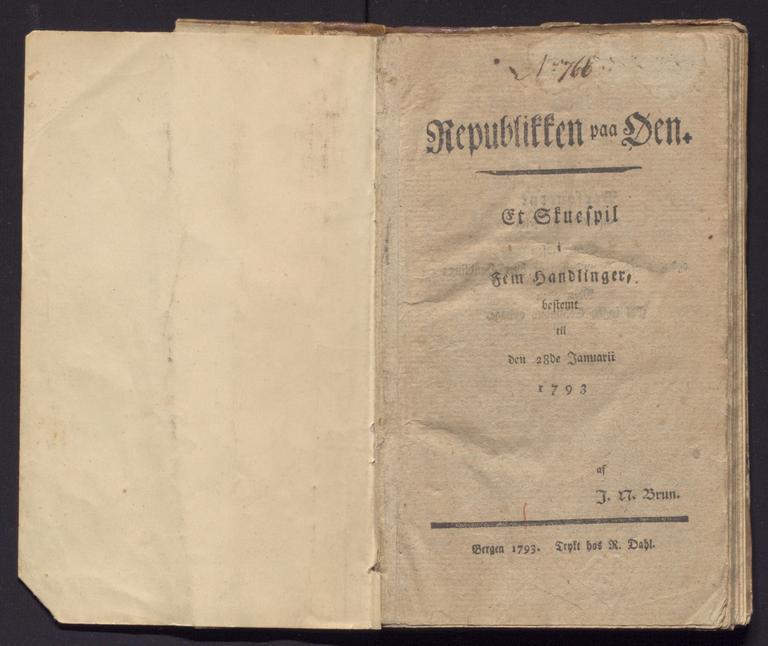 No 766
Republikken paa Øen.
Et Skuespil
i
Fem Handlinger,
bestemt
til
den 28de Januarii
1793
af
J. N. Brun.
Bergen 1793. Trykt hos R. Dahl.